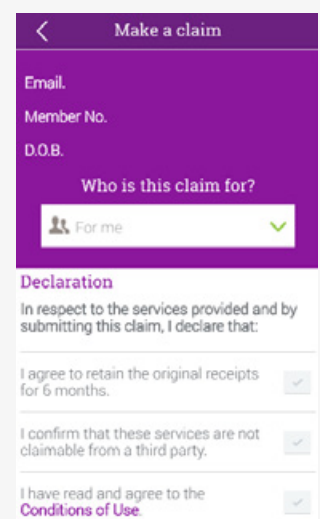 Make a claim
Email.
Member No.
D.O.B.
Who is this claim for?
For me
Declaration
In respect to the services provided and by
submitting this claim, I declare that:
I agree to retain the original receipts
for 6 months.
I confirm that these services are not
claimable from a third party.
I have read and agree to the
Conditions of Use.